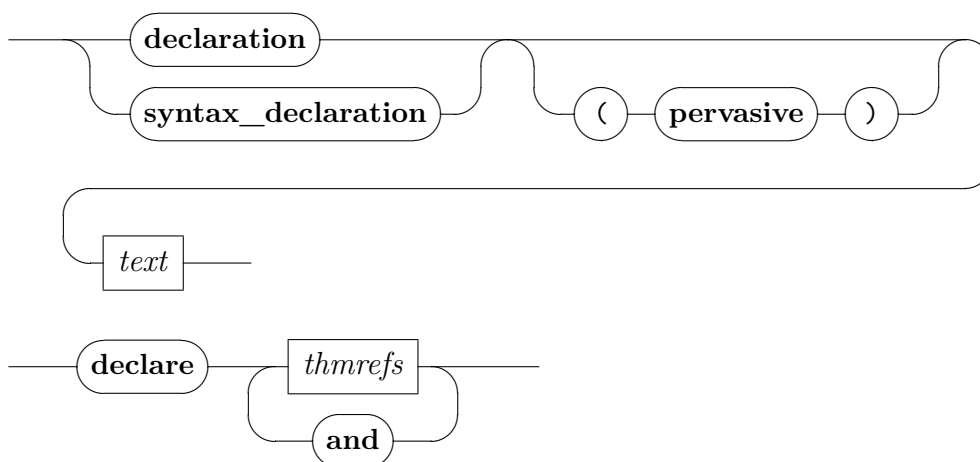 declaration
syntax_declaration ( pervasive )
text
declare thmrefs
and